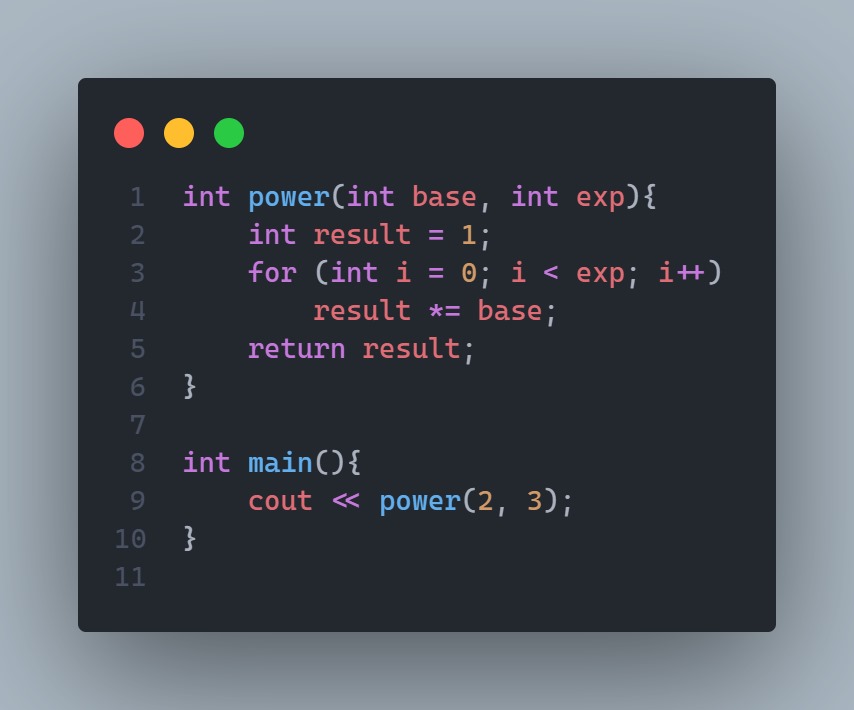 1 int power(int base, int exp){
2     int result = 1;
3     for (int i = 0; i < exp; i++)
4         result *= base;
5     return result;
6 }
7
8 int main(){
9     cout << power(2, 3);
10 }
11